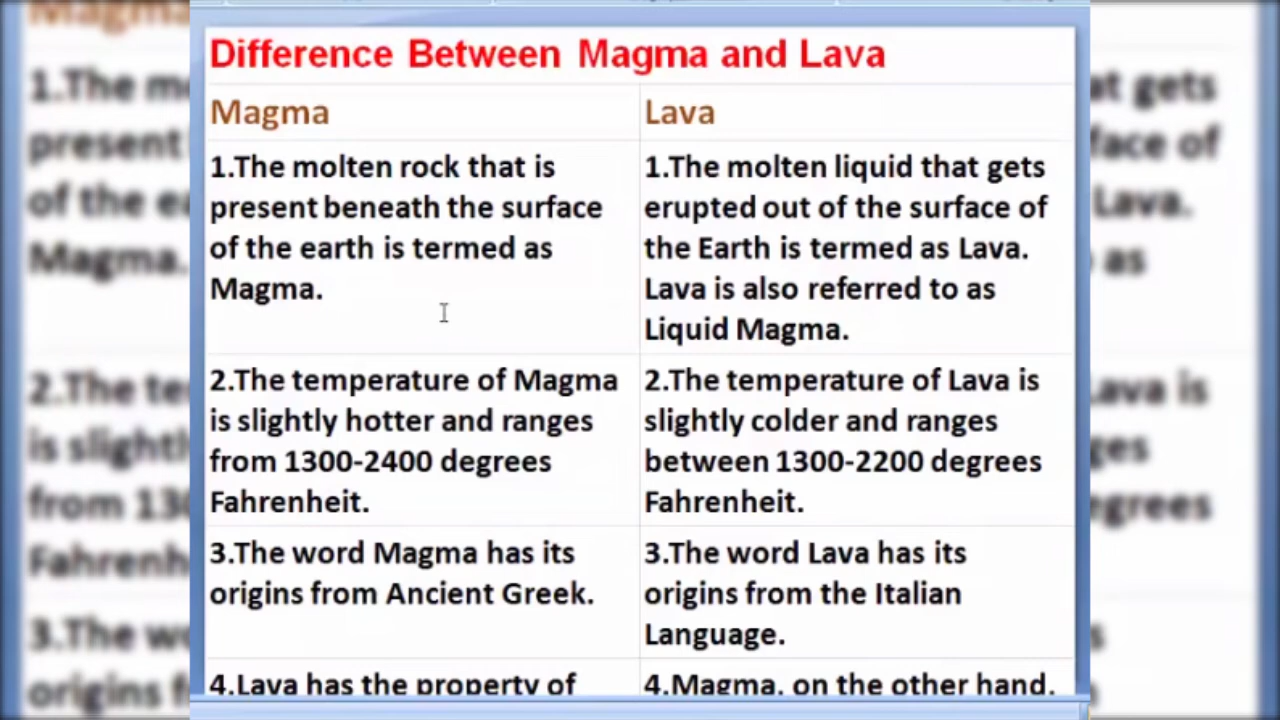 Difference Between Magma and Lava
Magma
Lava
1.The molten rock that is
present beneath the surface
of the earth is termed as
Magma.
1.The molten liquid that gets
erupted out of the surface of
the Earth is termed as Lava.
Lava is also referred to as
Liquid Magma.
2.The temperature of Magma
is slightly hotter and ranges
from 1300-2400 degrees
Fahrenheit.
2.The temperature of Lava is
slightly colder and ranges
between 1300-2200 degrees
Fahrenheit.
3.The word Magma has its
origins from Ancient Greek.
3.The word Lava has its
origins from the Italian
Language.
4.Lava has the property of
4.Magma, on the other hand,